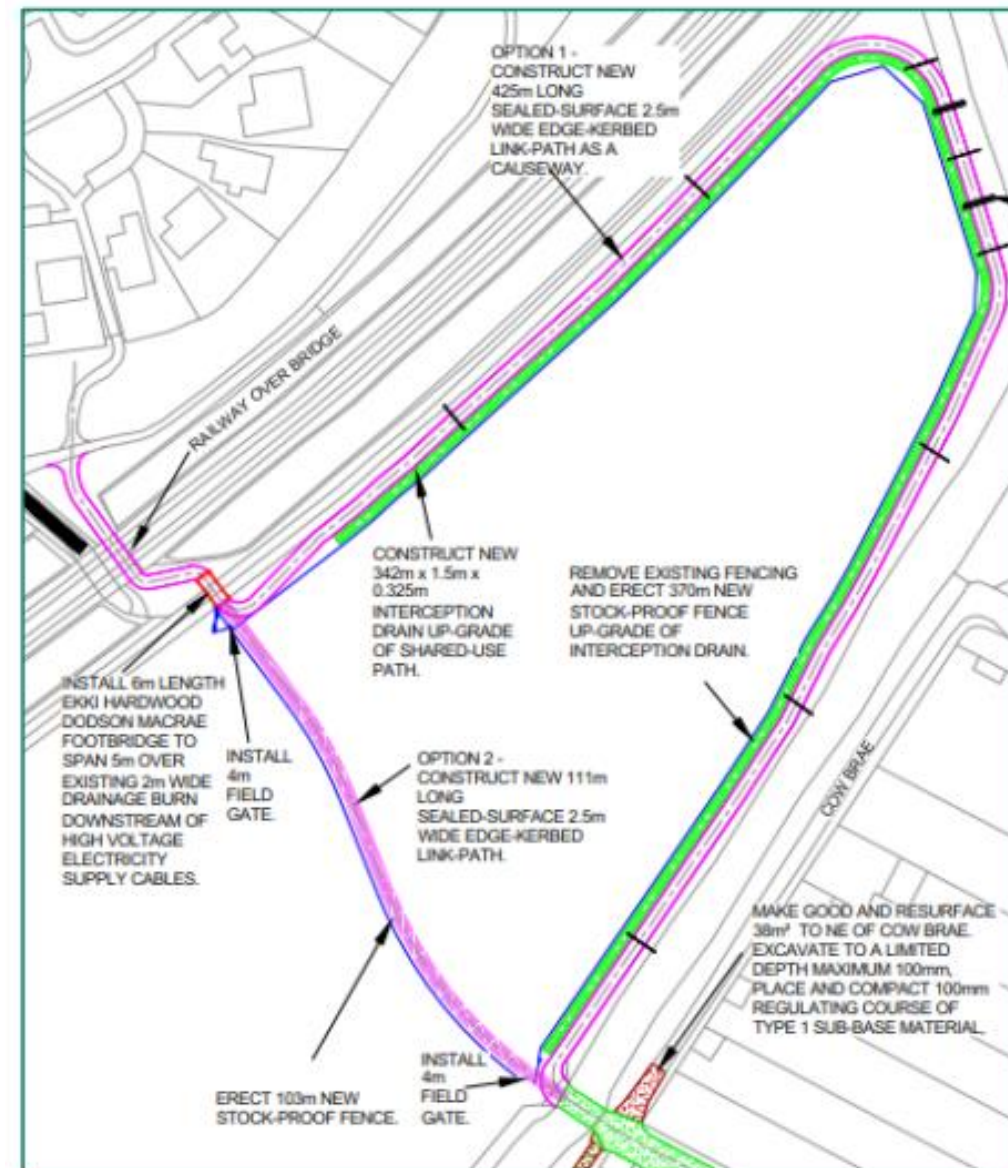 OPTION 1 -
CONSTRUCT NEW
425m LONG
SEALED-SURFACE 2.5m
WIDE EDGE-KERBED
LINK-PATH AS A
CAUSEWAY.
RAILWAY OVER BRIDGE
CONSTRUCT NEW
342m x 1.5m x
0.325m
INTERCEPTION
DRAIN UP-GRADE
OF SHARED-USE
PATH.
REMOVE EXISTING FENCING
AND ERECT 370m NEW
STOCK-PROOF FENCE
UP-GRADE OF
INTERCEPTION DRAIN.
INSTALL 6m LENGTH
EKKI HARDWOOD
DODSON MACRAE
FOOTBRIDGE TO
SPAN 5m OVER
EXISTING 2m WIDE
DRAINAGE BURN
DOWNSTREAM OF
HIGH VOLTAGE
ELECTRICITY
SUPPLY CABLES.
INSTALL
4m
FIELD
GATE.
OPTION 2 -
CONSTRUCT NEW 111m
LONG
SEALED-SURFACE 2.5m
WIDE EDGE-KERBED
LINK-PATH.
COW BRAE
MAKE GOOD AND RESURFACE
38m² TO NE OF COW BRAE.
EXCAVATE TO A LIMITED
DEPTH MAXIMUM 100mm,
PLACE AND COMPACT 100mm
REGULATING COURSE OF
TYPE 1 SUB-BASE MATERIAL.
ERECT 103m NEW
STOCK-PROOF FENCE.
INSTALL
4m
FIELD
GATE.